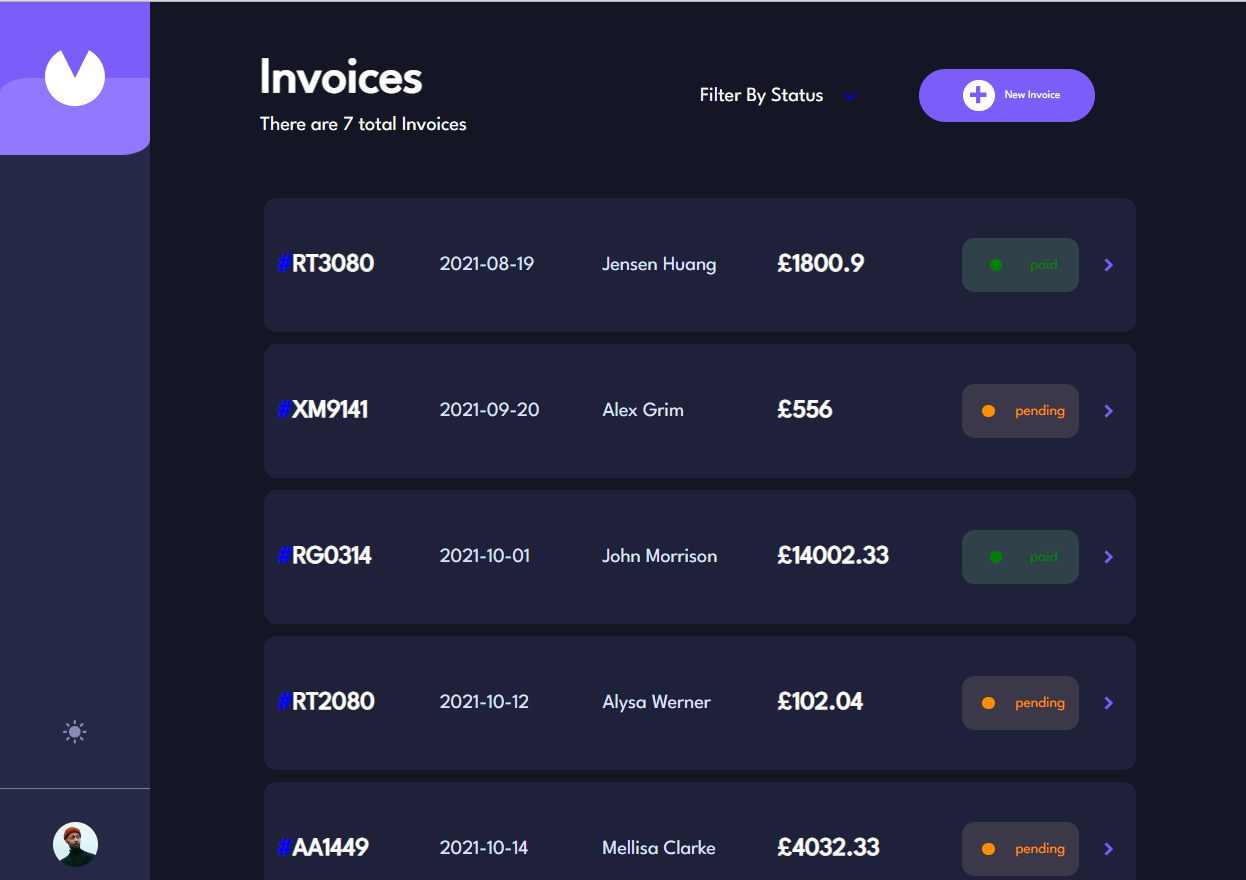 Invoices
There are 7 total Invoices
Filter By Status
New Invoice
#RT3080 2021-08-19 Jensen Huang £1800.9 paid
#XM9141 2021-09-20 Alex Grim £556 pending
#RG0314 2021-10-01 John Morrison £14002.33 paid
#RT2080 2021-10-12 Alysa Werner £102.04 pending
#AA1449 2021-10-14 Mellisa Clarke £4032.33 pending